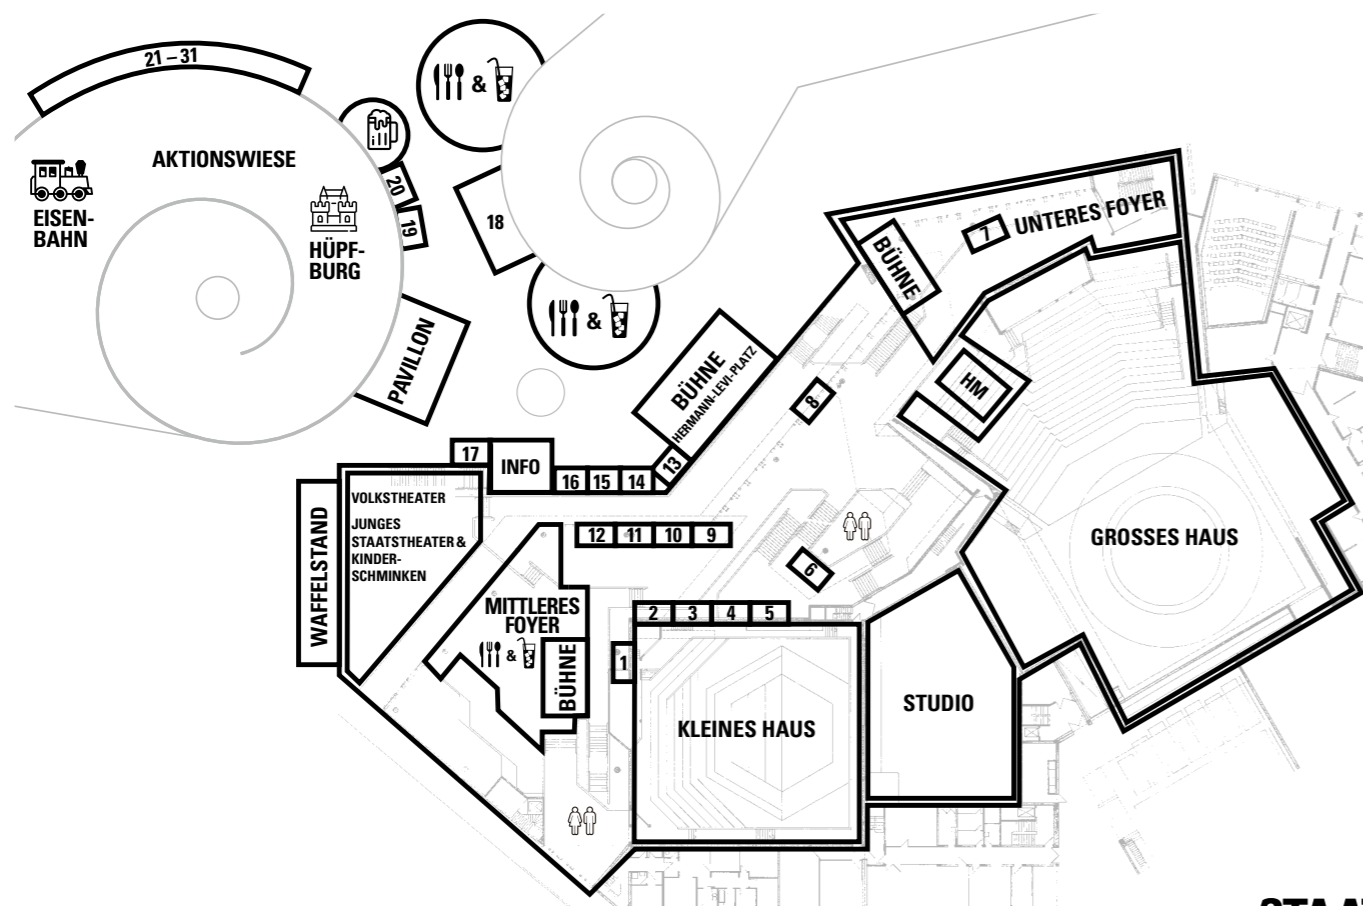 21 – 31
&
AKTIONSWIESE
EISEN-
BAHN
HÜPF-
BURG
20
19
18
&
PAVILLON
BÜHNE
HERMANN-LEVI-PLATZ
BÜHNE
7
UNTERES FOYER
HM
8
17
INFO
16
15
14
13
WAFFELSTAND
VOLKSTHEATER
JUNGES
STAATSTHEATER &
KINDER-
SCHMINKEN
12
11
10
9
6
GROSSES HAUS
MITTLERES
FOYER
&
BÜHNE
1
2
3
4
5
KLEINES HAUS
STUDIO